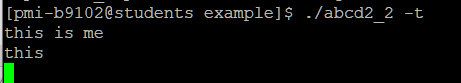 [pmi-b9102@students example]$ ./abcd2_2 -t
this is me
this